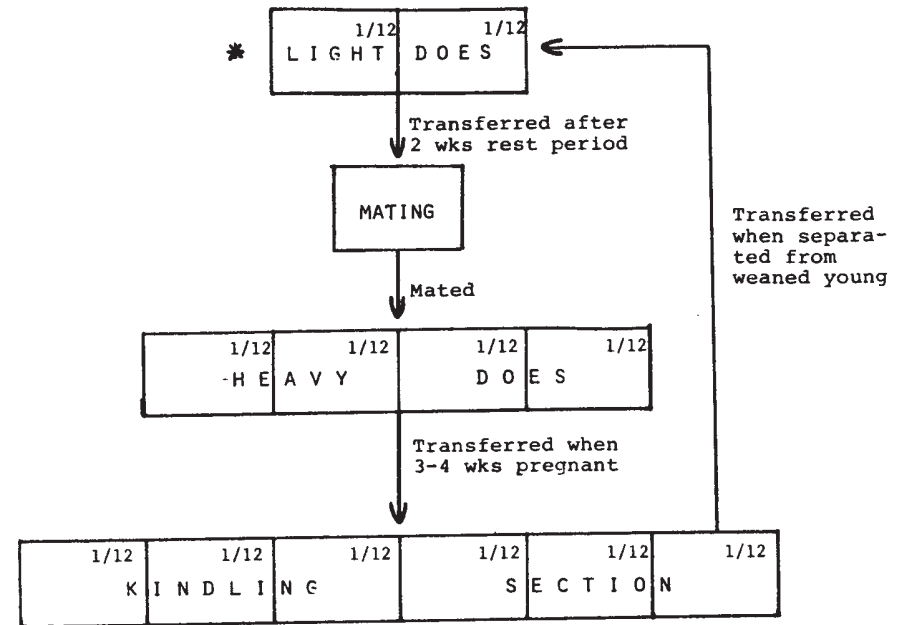 1/12 1/12
* LIGHT DOES
Transferred after
2 wks rest period
MATING
Mated
1/12 1/12 1/12 1/12
-HEAVY DOES
Transferred when
3-4 wks pregnant
1/12 1/12 1/12 1/12 1/12 1/12
KINDLING SECTION
Transferred
when separa-
ted from
weaned young